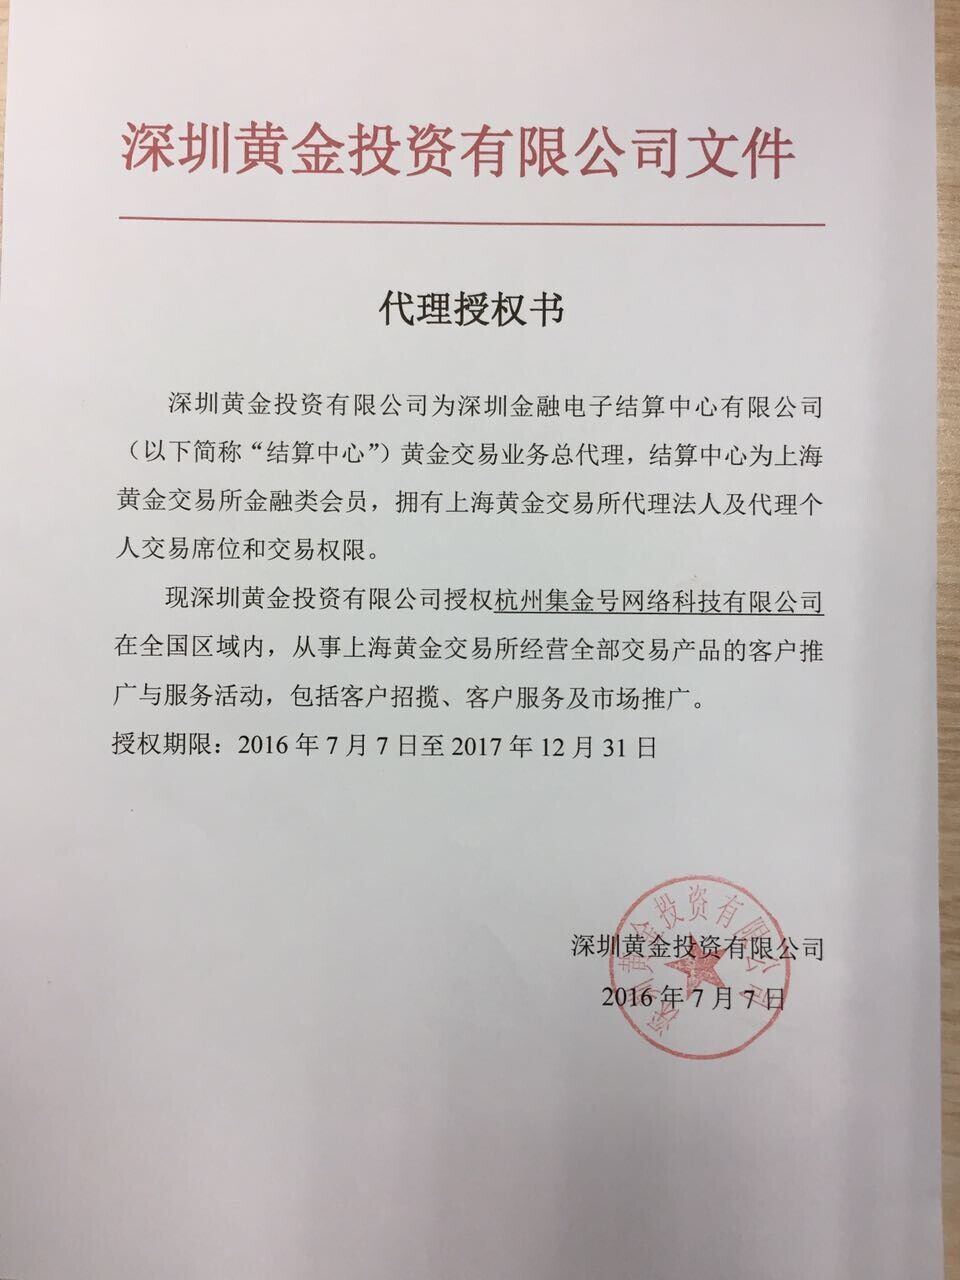 深圳黄金投资有限公司文件
代理授权书
深圳黄金投资有限公司为深圳金融电子结算中心有限公司
（以下简称“结算中心”）黄金交易业务总代理，结算中心为上海
黄金交易所金融类会员，拥有上海黄金交易所代理法人及代理个
人交易席位和交易权限。
现深圳黄金投资有限公司授权杭州集金号网络科技有限公司
在全国区域内，从事上海黄金交易所经营全部交易产品的客户推
广与服务活动，包括客户招揽、客户服务及市场推广。
授权期限：2016 年 7 月 7 日至 2017 年 12 月 31 日
深圳黄金投资有限公司
2016 年 7 月 7 日
深圳黄金投资有限公司